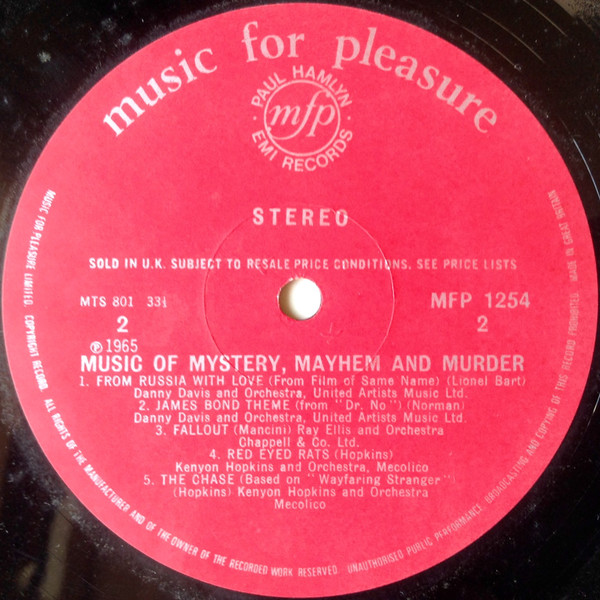 music for pleasure
PAUL HAMLYN
mfp
EMI RECORDS
STEREO
SOLD IN U.K. SUBJECT TO RESALE PRICE CONDITIONS. SEE PRICE LISTS
MTS 801 33⅓ MFP 1254
2 2
℗1965
MUSIC OF MYSTERY, MAYHEM AND MURDER
1. FROM RUSSIA WITH LOVE (From Film of Same Name) (Lionel Bart)
Danny Davis and Orchestra, United Artists Music Ltd.
2. JAMES BOND THEME (from "Dr. No") (Norman)
Danny Davis and Orchestra, United Artists Music Ltd.
3. FALLOUT (Mancini) Ray Ellis and Orchestra
Chappell & Co. Ltd.
4. RED EYED RATS (Hopkins)
Kenyon Hopkins and Orchestra, Mecolico
5. THE CHASE (Based on "Wayfaring Stranger")
(Hopkins) Kenyon Hopkins and Orchestra
Mecolico
MUSIC FOR PLEASURE LIMITED. COPYRIGHT RECORD. ALL RIGHTS OF THE MANUFACTURER AND OF THE OWNER OF THE RECORDED WORK RESERVED. UNAUTHORISED PUBLIC PERFORMANCE, BROADCASTING AND COPYING OF THIS RECORD PROHIBITED. MADE IN GREAT BRITAIN